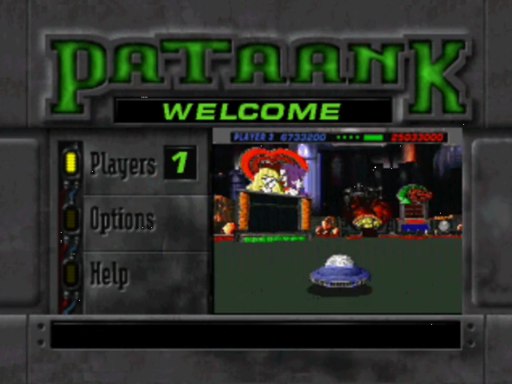 PATAANK
WELCOME
PLAYER 3 6733200 25033000
Players 1
Options
Help